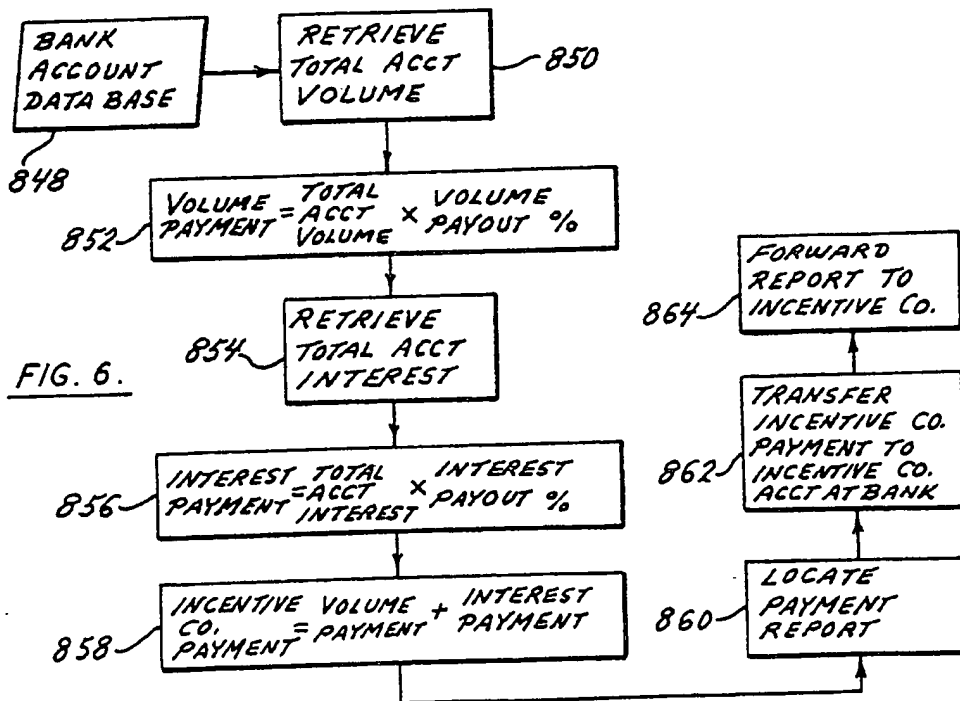 BANK
ACCOUNT
DATA BASE
848
RETRIEVE
TOTAL ACCT
VOLUME
850
VOLUME
PAYMENT
=
TOTAL
ACCT
VOLUME
×
VOLUME
PAYOUT %
852
RETRIEVE
TOTAL ACCT
INTEREST
854
FIG. 6.
INTEREST
PAYMENT
=
TOTAL
ACCT
INTEREST
×
INTEREST
PAYOUT %
856
INCENTIVE
CO.
PAYMENT
=
VOLUME
PAYMENT
+
INTEREST
PAYMENT
858
LOCATE
PAYMENT
REPORT
860
TRANSFER
INCENTIVE CO.
PAYMENT TO
INCENTIVE CO.
ACCT AT BANK
862
FORWARD
REPORT TO
INCENTIVE CO.
864